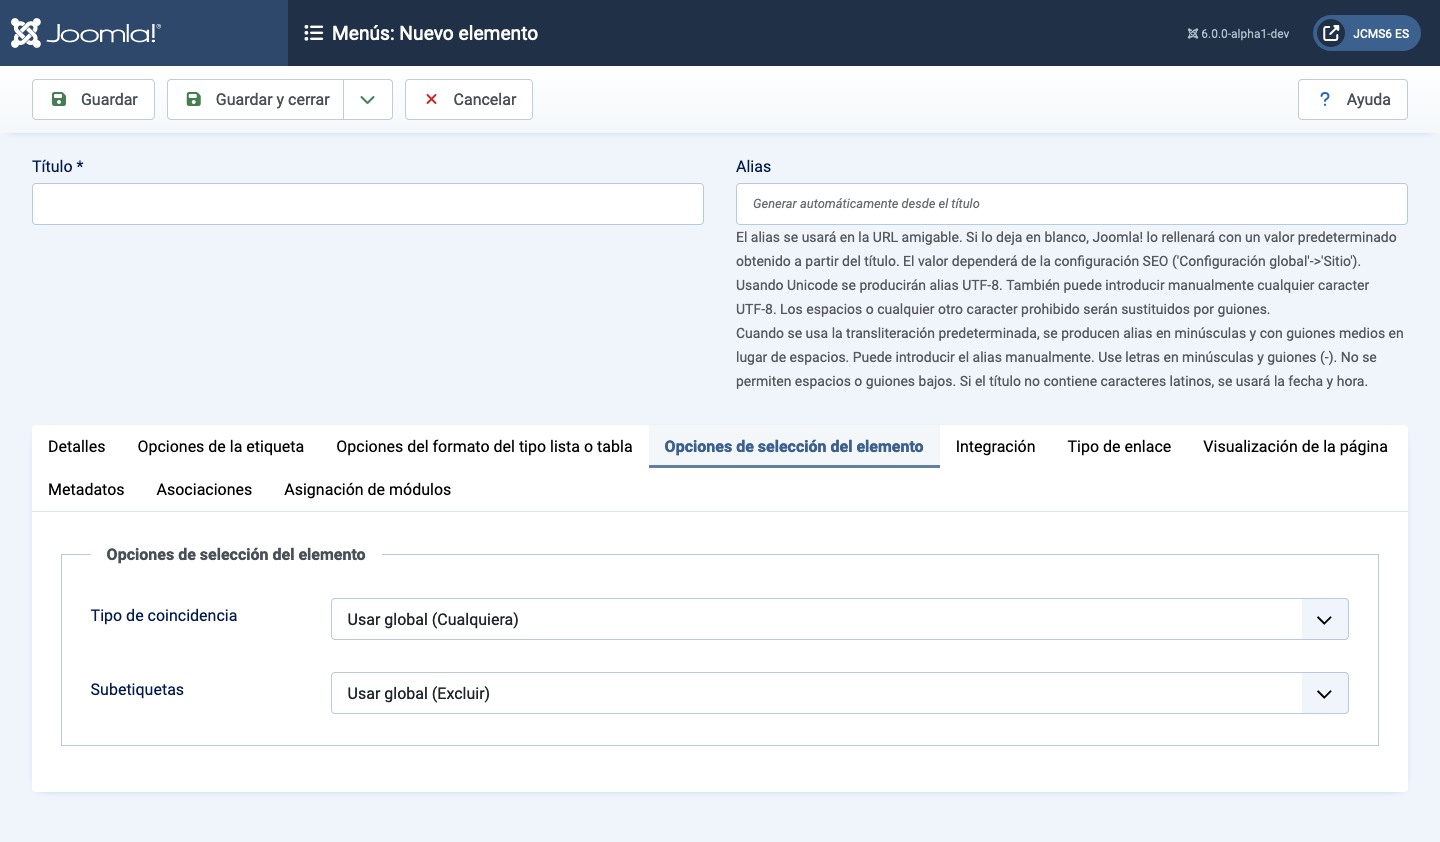 Joomla!®
Menús: Nuevo elemento
6.0.0-alpha1-dev
JCMS6 ES
Guardar
Guardar y cerrar
Cancelar
? Ayuda
Título *
Alias
Generar automáticamente desde el título
El alias se usará en la URL amigable. Si lo deja en blanco, Joomla! lo rellenará con un valor predeterminado
obtenido a partir del título. El valor dependerá de la configuración SEO ('Configuración global'->'Sitio').
Usando Unicode se producirán alias UTF-8. También puede introducir manualmente cualquier caracter
UTF-8. Los espacios o cualquier otro caracter prohibido serán sustituidos por guiones.
Cuando se usa la transliteración predeterminada, se producen alias en minúsculas y con guiones medios en
lugar de espacios. Puede introducir el alias manualmente. Use letras en minúsculas y guiones (-). No se
permiten espacios o guiones bajos. Si el título no contiene caracteres latinos, se usará la fecha y hora.
Detalles
Opciones de la etiqueta
Opciones del formato del tipo lista o tabla
Opciones de selección del elemento
Integración
Tipo de enlace
Visualización de la página
Metadatos
Asociaciones
Asignación de módulos
Opciones de selección del elemento
Tipo de coincidencia
Usar global (Cualquiera)
Subetiquetas
Usar global (Excluir)